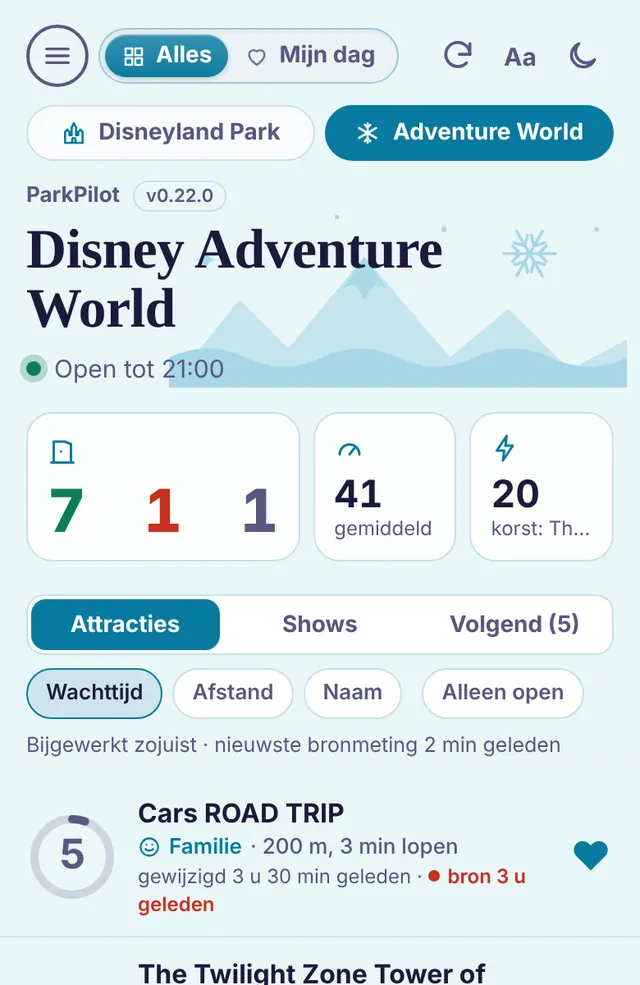 Alles
Mijn dag
Aa
Disneyland Park
Adventure World
ParkPilot
v0.22.0
Disney Adventure
World
Open tot 21:00
7 1 1
41
gemiddeld
20
korst: Th...
Attracties
Shows
Volgend (5)
Wachttijd
Afstand
Naam
Alleen open
Bijgewerkt zojuist · nieuwste bronmeting 2 min geleden
5
Cars ROAD TRIP
Familie · 200 m, 3 min lopen
gewijzigd 3 u 30 min geleden · bron 3 u
geleden
The Twilight Zone Tower of